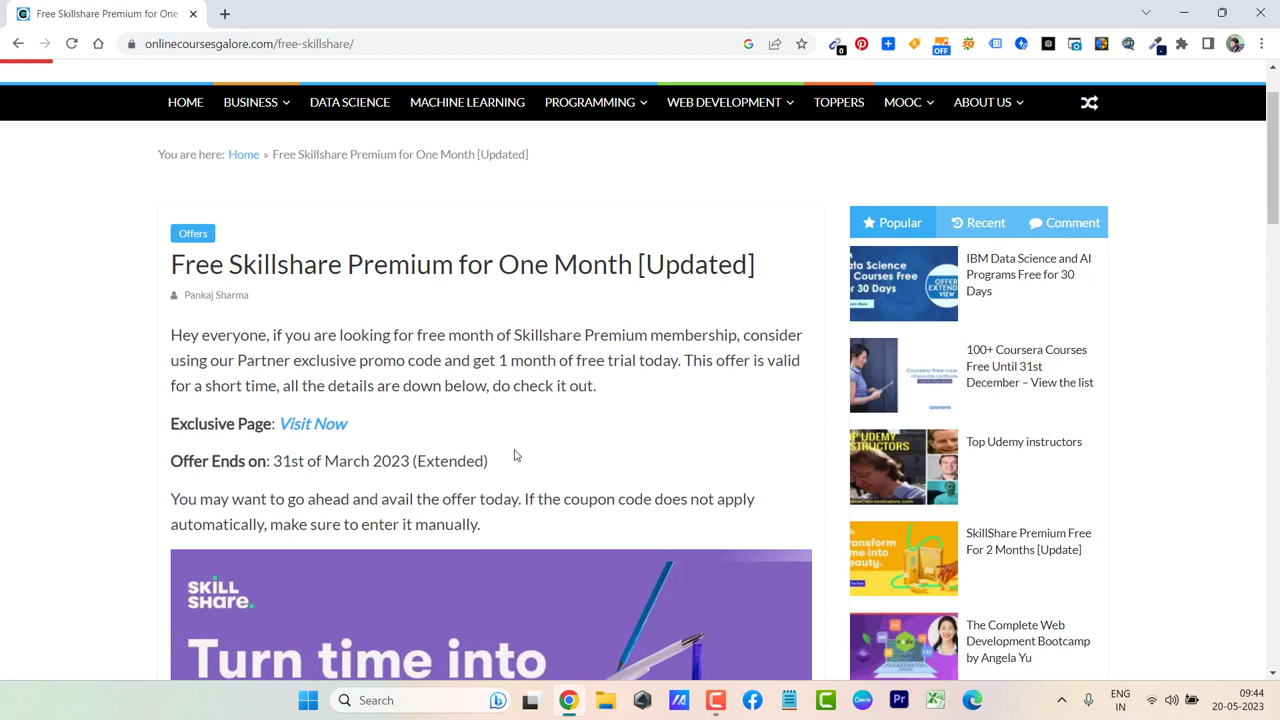 Free Skillshare Premium for One
onlinecoursesgalore.com/free-skillshare/
0
OFF
HOME
BUSINESS
DATA SCIENCE
MACHINE LEARNING
PROGRAMMING
WEB DEVELOPMENT
TOPPERS
MOOC
ABOUT US
You are here: Home » Free Skillshare Premium for One Month [Updated]
Offers
Free Skillshare Premium for One Month [Updated]
Pankaj Sharma
Hey everyone, if you are looking for free month of Skillshare Premium membership, consider
using our Partner exclusive promo code and get 1 month of free trial today. This offer is valid
for a short time, all the details are down below, do check it out.
Exclusive Page: Visit Now
Offer Ends on: 31st of March 2023 (Extended)
You may want to go ahead and avail the offer today. If the coupon code does not apply
automatically, make sure to enter it manually.
SKILL
SHARE.
Turn time into
Popular
Recent
Comment
IBM Data Science and AI
Programs Free for 30
Days
100+ Coursera Courses
Free Until 31st
December – View the list
Top Udemy instructors
SkillShare Premium Free
For 2 Months [Update]
The Complete Web
Development Bootcamp
by Angela Yu
Search
ENG
IN
09:44
20-05-2023